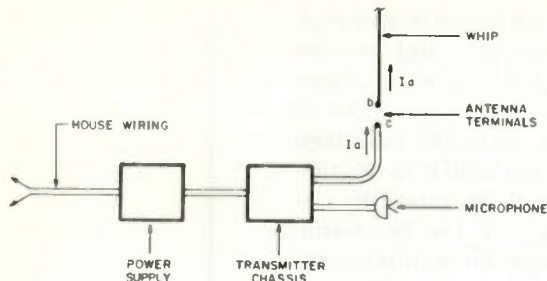 WHIP
Ia
b
ANTENNA
TERMINALS
c
Ia
HOUSE WIRING
MICROPHONE
POWER
SUPPLY
TRANSMITTER
CHASSIS